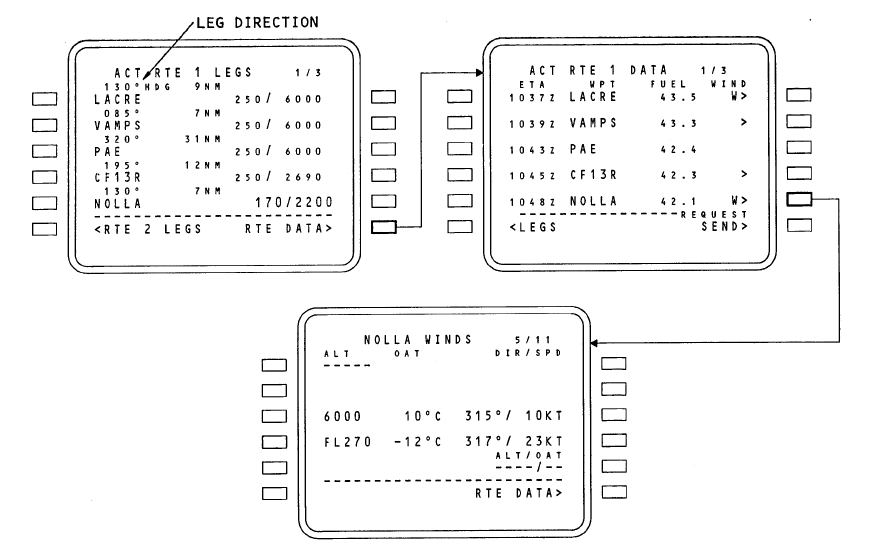 LEG DIRECTION
ACT RTE 1 LEGS 1/3
130°HDG 9NM
LACRE 250/ 6000
085° 7NM
VAMPS 250/ 6000
320° 31NM
PAE 250/ 6000
195° 12NM
CF13R 250/ 2690
130° 7NM
NOLLA 170/2200
--------------------------------
<RTE 2 LEGS RTE DATA>
ACT RTE 1 DATA 1/3
ETA WPT FUEL WIND
1037Z LACRE 43.5 W>
1039Z VAMPS 43.3 >
1043Z PAE 42.4
1045Z CF13R 42.3 >
1048Z NOLLA 42.1 W>
--------------------REQUEST
<LEGS SEND>
NOLLA WINDS 5/11
ALT OAT DIR/SPD
-----
6000 10°C 315°/ 10KT
FL270 -12°C 317°/ 23KT
ALT/OAT
----/--
--------------------------------
RTE DATA>